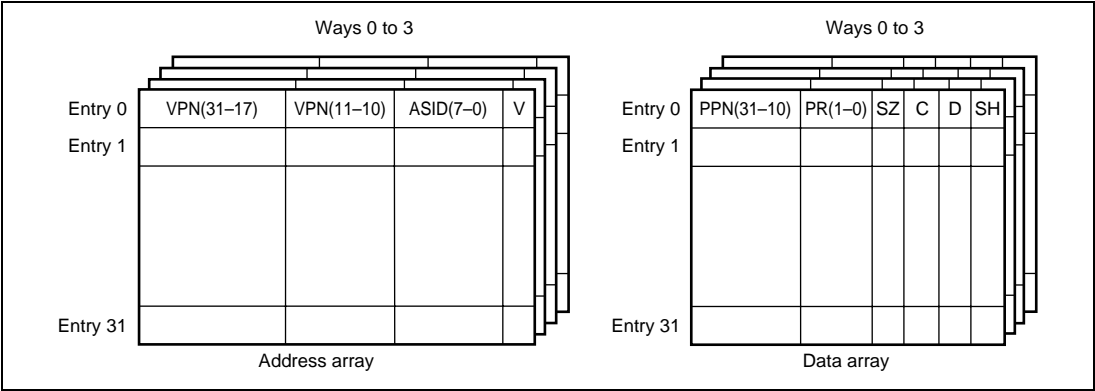 Ways 0 to 3
Entry 0 VPN(31–17) VPN(11–10) ASID(7–0) V
Entry 1
Entry 31
Address array
Ways 0 to 3
Entry 0 PPN(31–10) PR(1–0) SZ C D SH
Entry 1
Entry 31
Data array